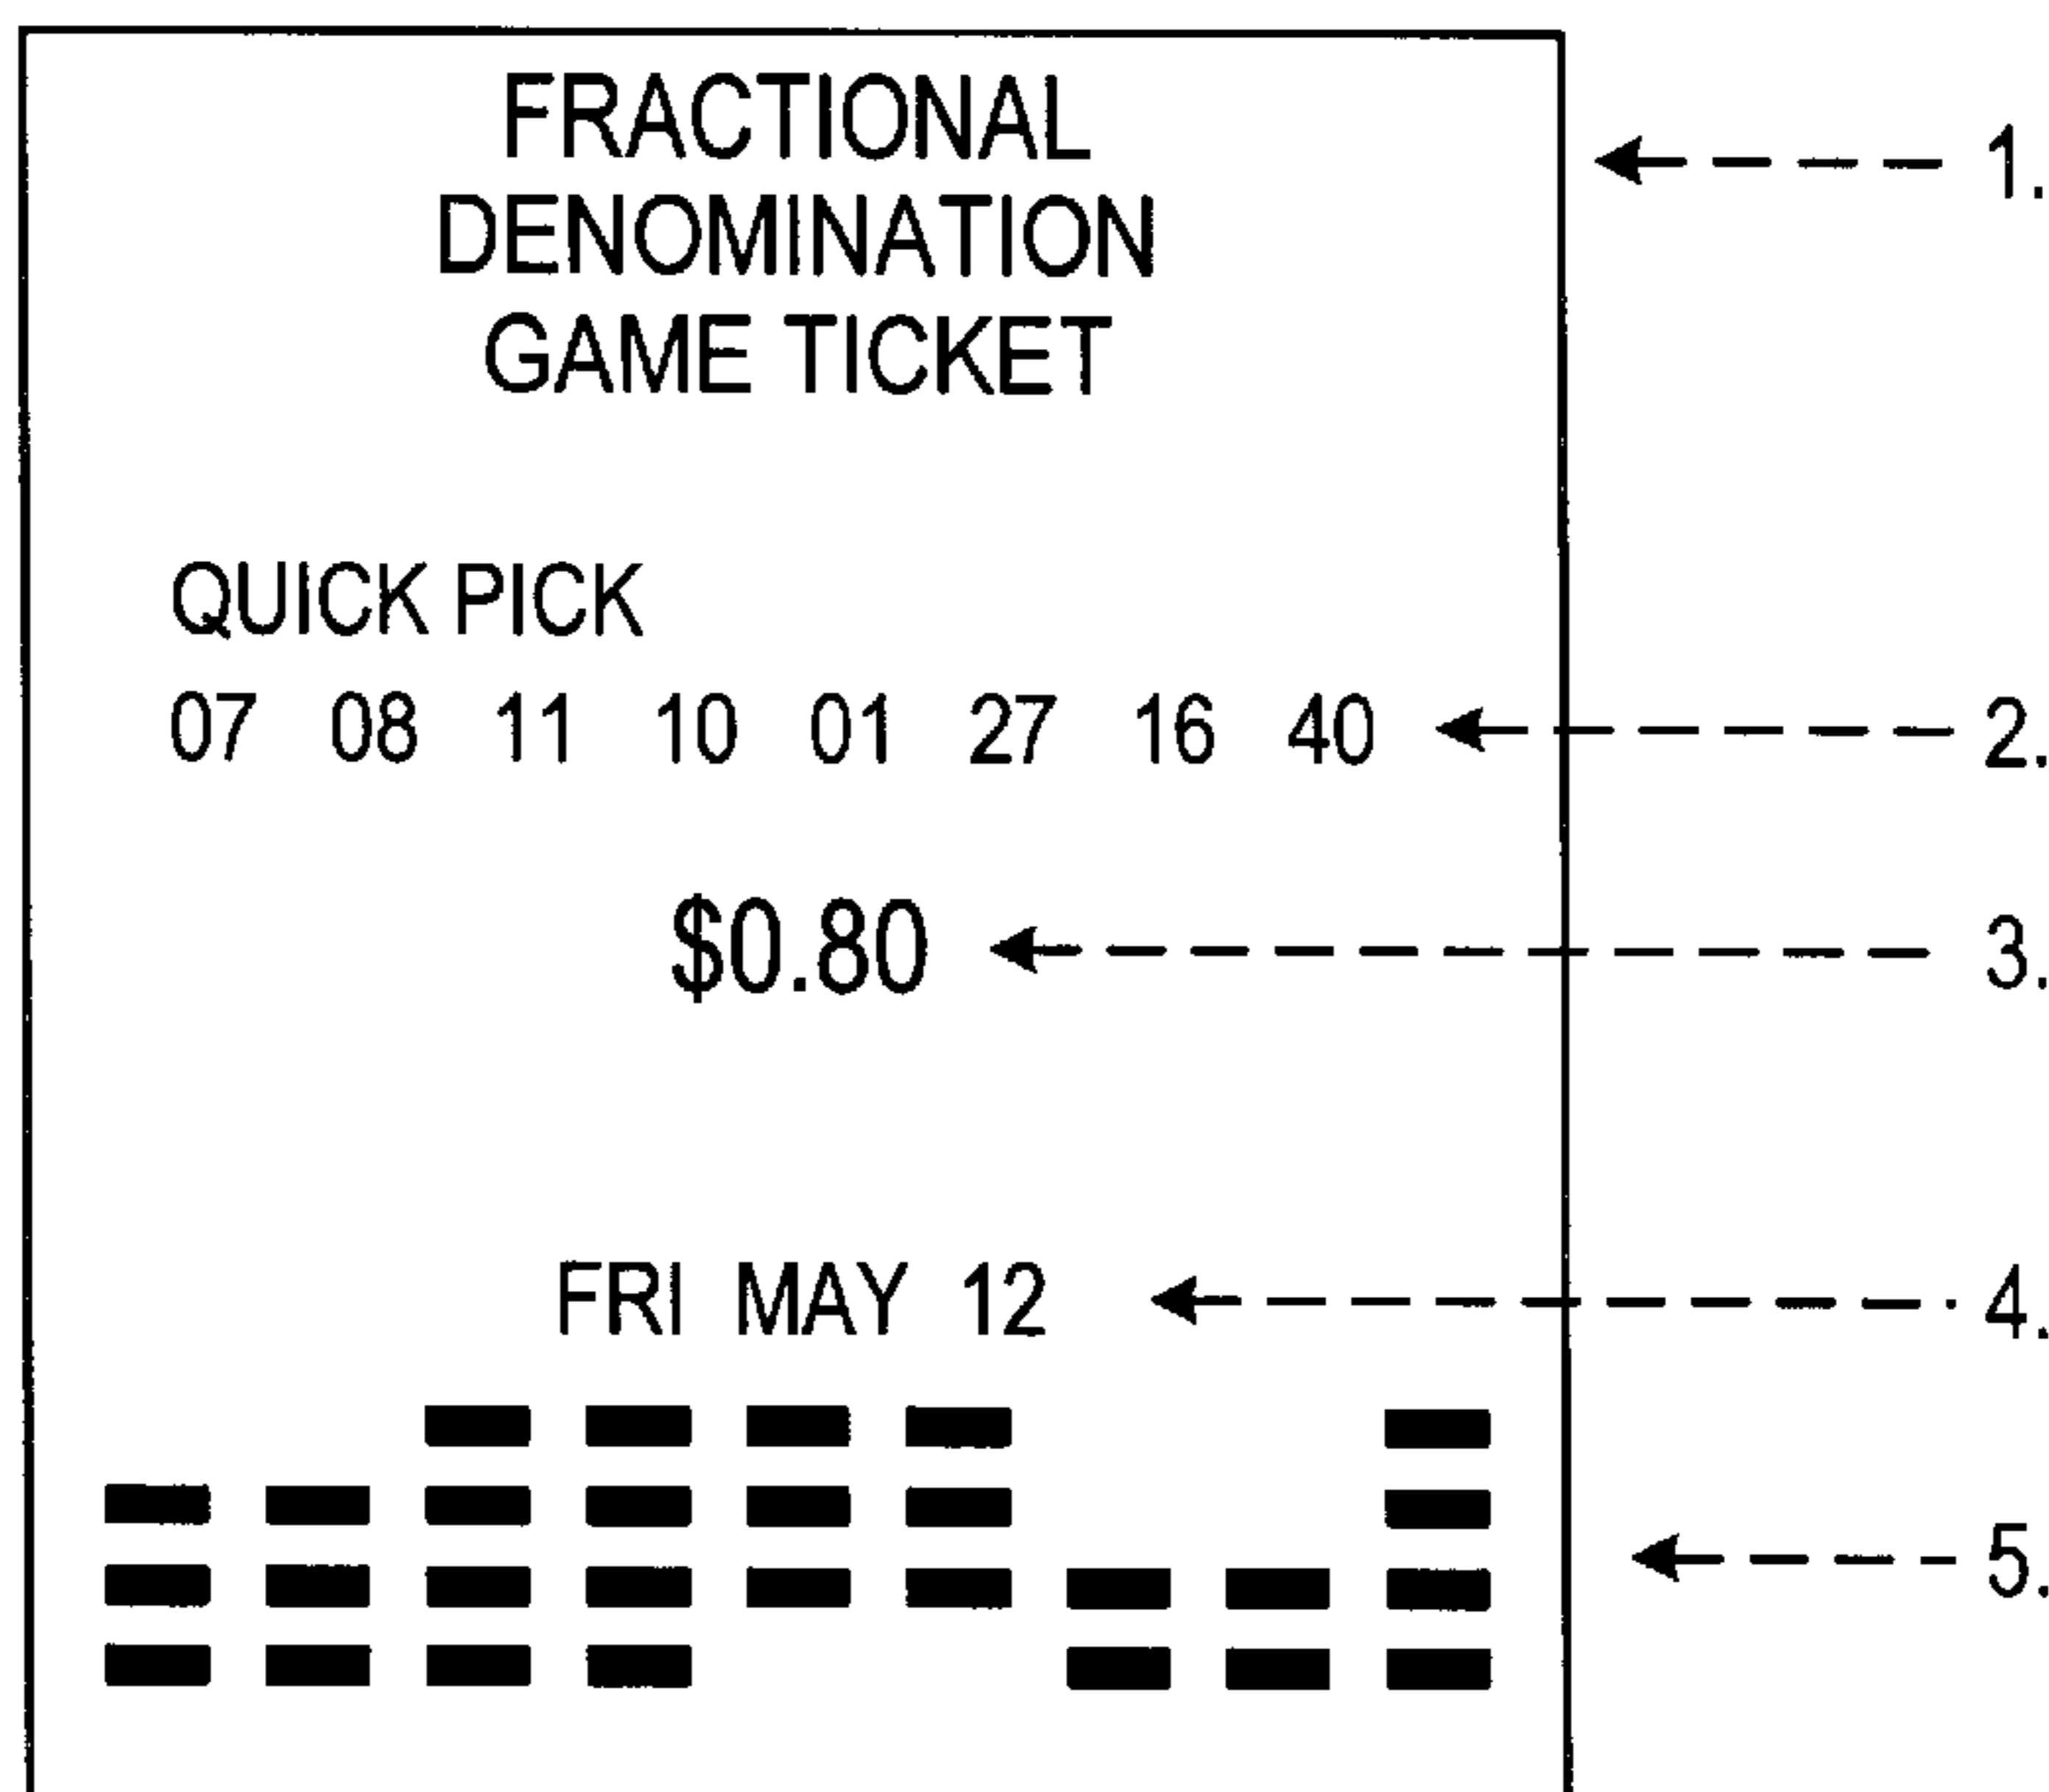 FRACTIONAL
DENOMINATION
GAME TICKET
1.
QUICK PICK
07 08 11 10 01 27 16 40
2.
$0.80
3.
FRI MAY 12
4.
5.